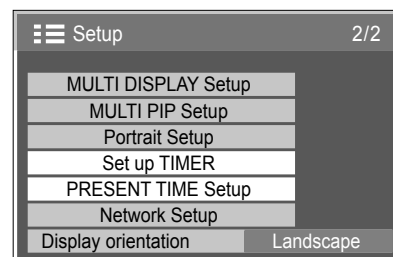 Setup 2/2
MULTI DISPLAY Setup
MULTI PIP Setup
Portrait Setup
Set up TIMER
PRESENT TIME Setup
Network Setup
Display orientation Landscape